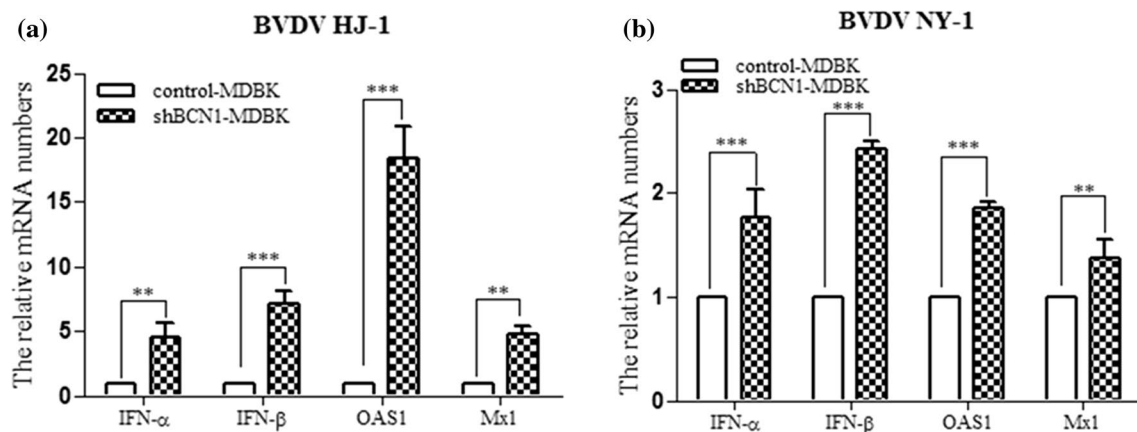 (a)
BVDV HJ-1
The relative mRNA numbers
25
20
15
10
5
0
control-MDBK
shBCN1-MDBK
**
***
***
**
IFN-α
IFN-β
OAS1
Mx1
(b)
BVDV NY-1
The relative mRNA numbers
3
2
1
0
control-MDBK
shBCN1-MDBK
***
***
***
**
IFN-α
IFN-β
OAS1
Mx1